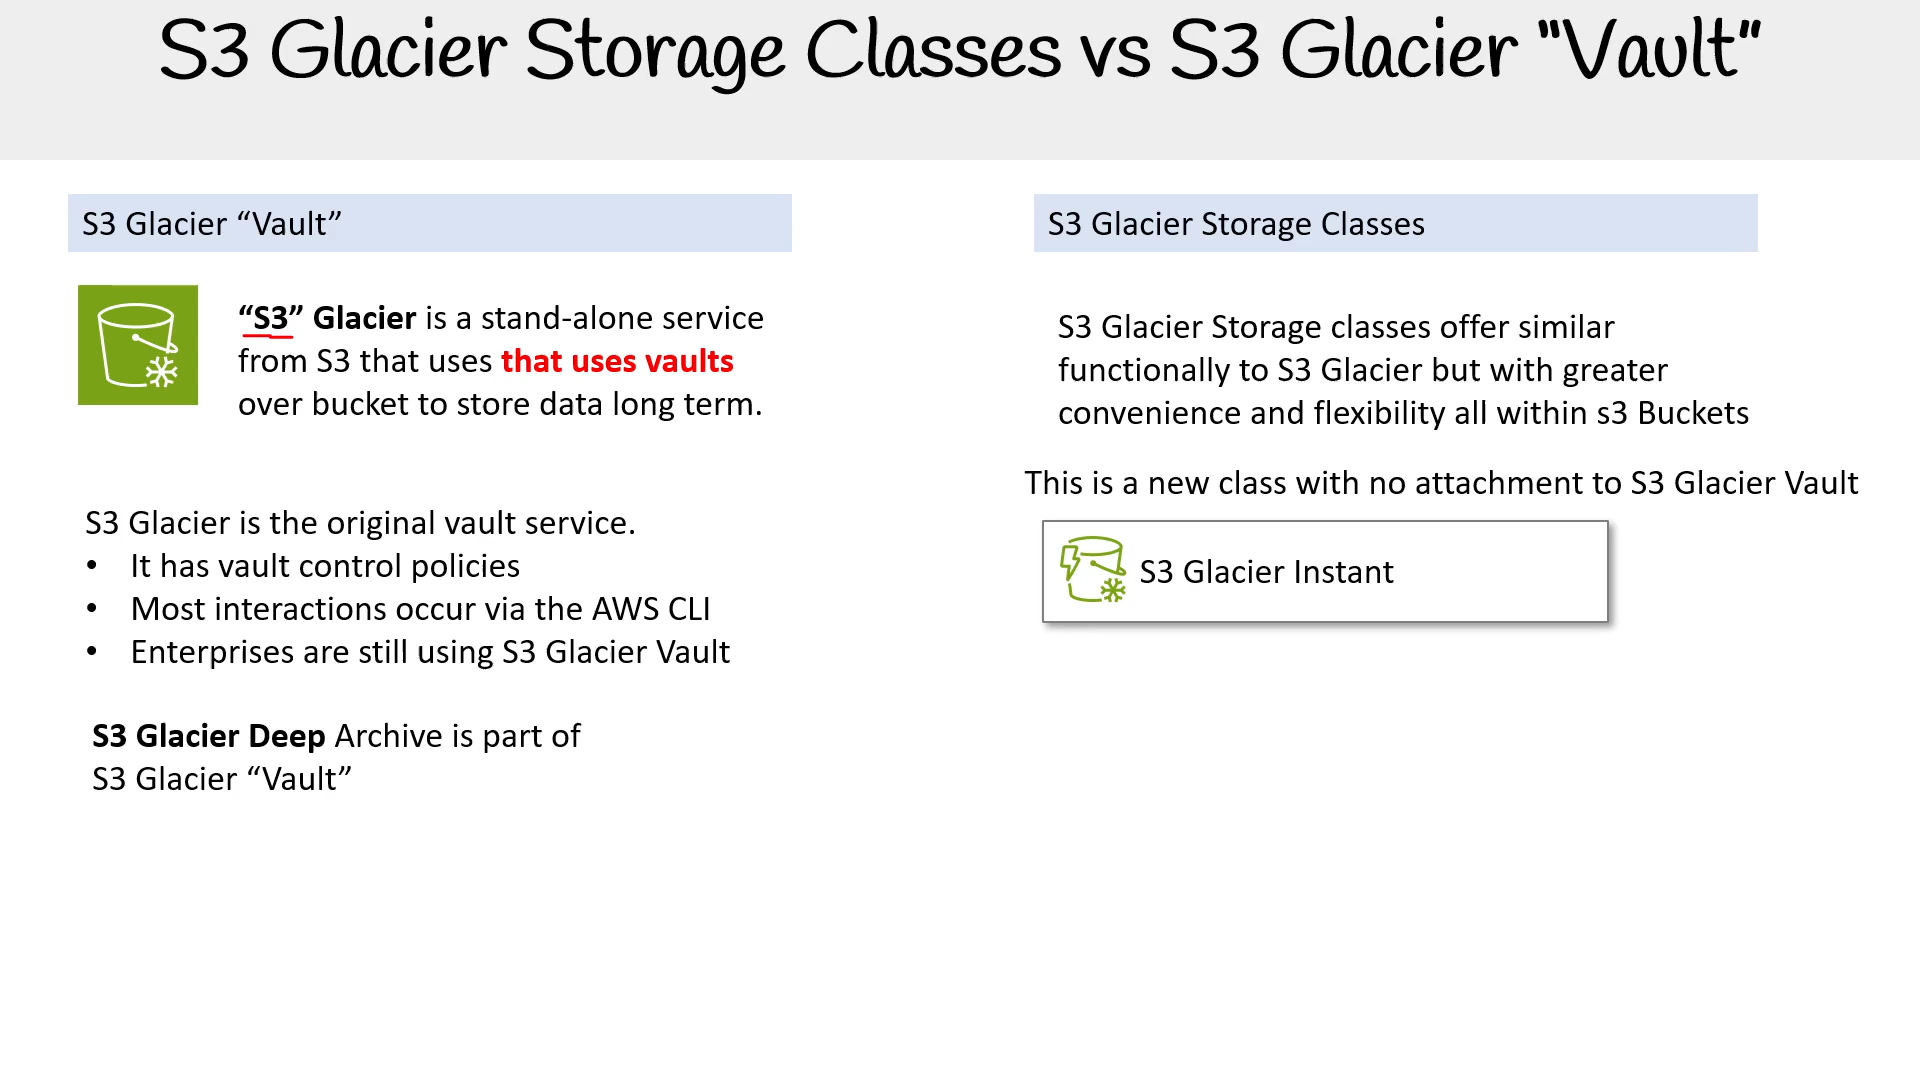 S3 Glacier Storage Classes vs S3 Glacier "Vault"
S3 Glacier “Vault”
“S3” Glacier is a stand-alone service
from S3 that uses that uses vaults
over bucket to store data long term.
S3 Glacier is the original vault service.
• It has vault control policies
• Most interactions occur via the AWS CLI
• Enterprises are still using S3 Glacier Vault
S3 Glacier Deep Archive is part of
S3 Glacier “Vault”
S3 Glacier Storage Classes
S3 Glacier Storage classes offer similar
functionally to S3 Glacier but with greater
convenience and flexibility all within s3 Buckets
This is a new class with no attachment to S3 Glacier Vault
S3 Glacier Instant